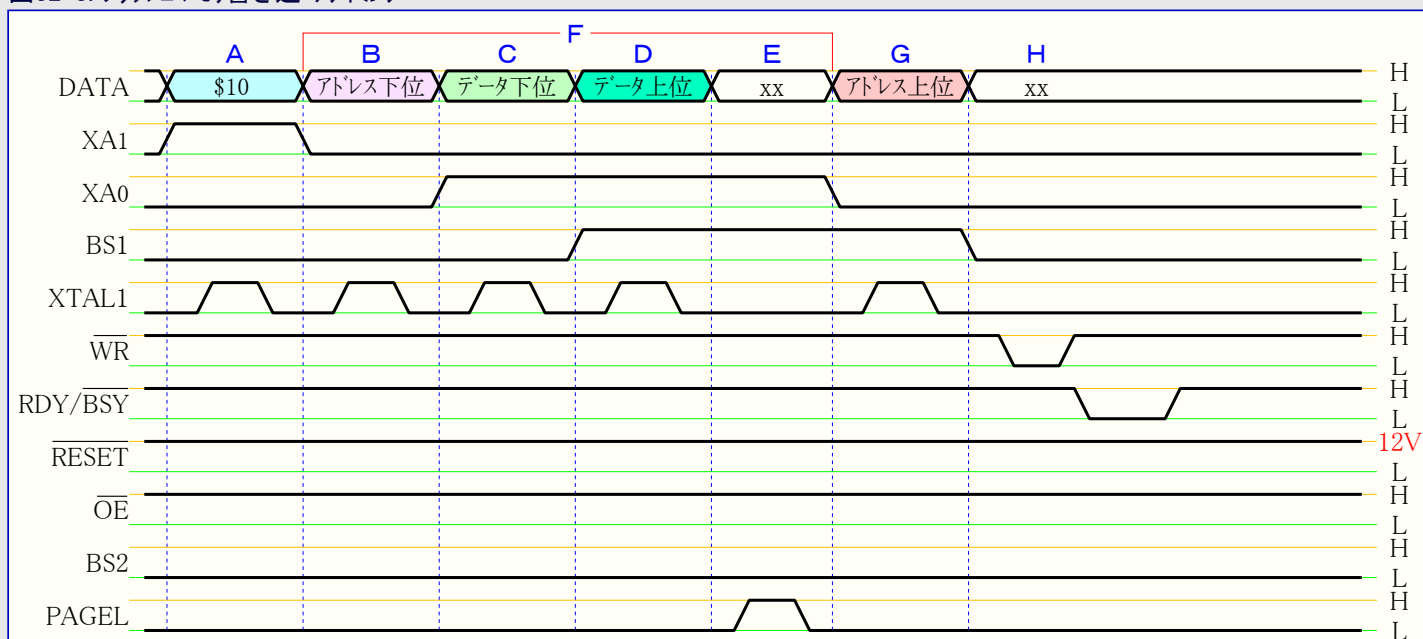 F
A B C D E G H
DATA $10 アドレス下位 データ下位 データ上位 xx アドレス上位 xx H
L
XA1 H
L
XA0 H
L
BS1 H
L
XTAL1 H
L
WR H
L
RDY/BSY H
L
RESET 12V
L
OE H
L
BS2 H
L
PAGEL H
L